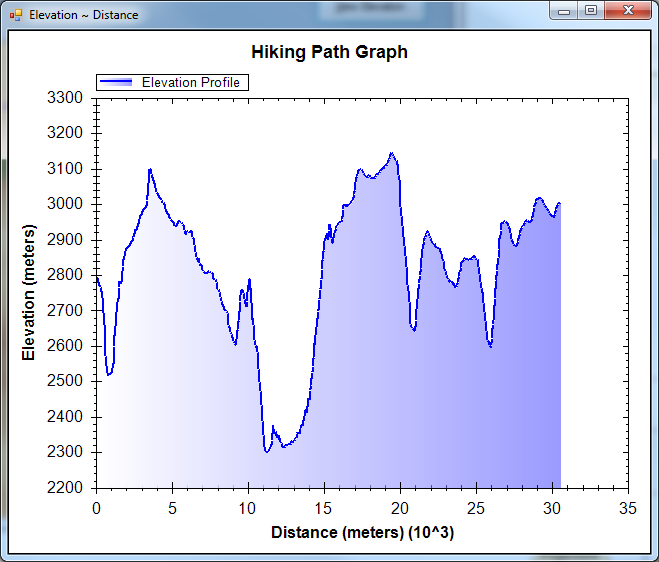 Elevation ~ Distance
Hiking Path Graph
Elevation Profile
3300
3200
3100
3000
2900
2800
2700
2600
2500
2400
2300
2200
Elevation (meters)
0 5 10 15 20 25 30 35
Distance (meters) (10^3)